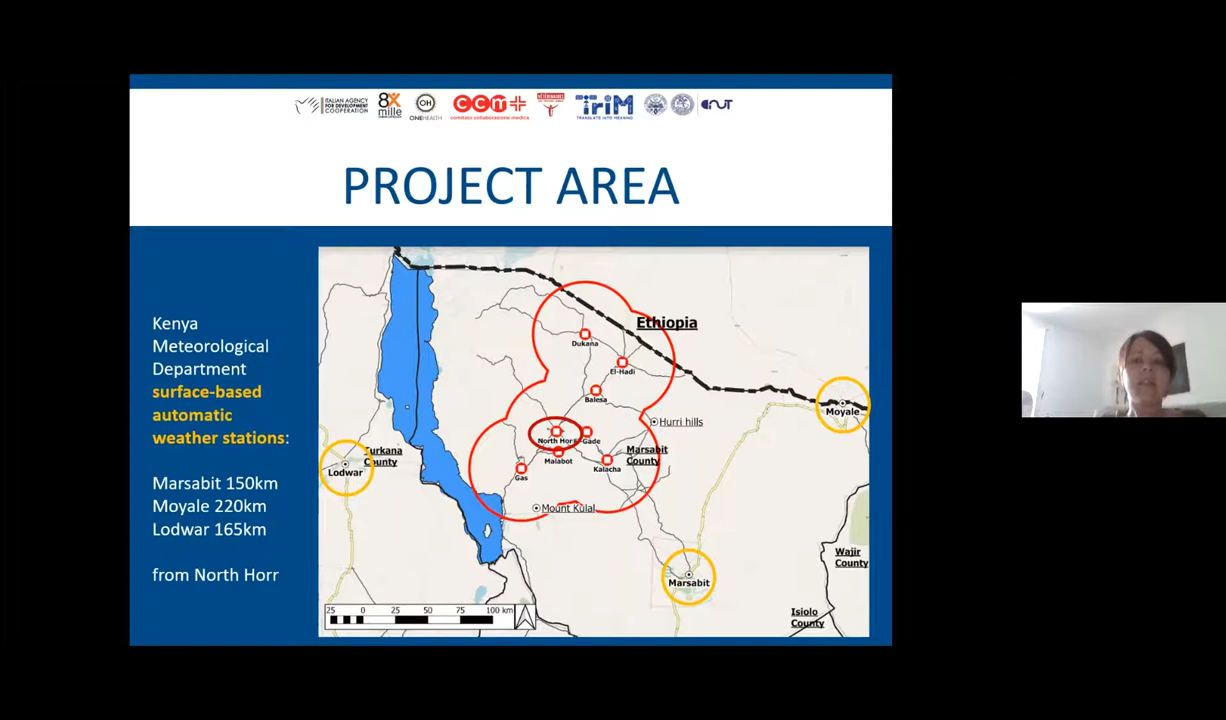 ITALIAN AGENCY
FOR DEVELOPMENT
COOPERATION
8X
mille
OH
ONEHEALTH
ccm
comitato collaborazione medica
TriM
TRANSLATE INTO MEANING
PROJECT AREA
Kenya
Meteorological
Department
surface-based
automatic
weather stations:
Marsabit 150km
Moyale 220km
Lodwar 165km
from North Horr
Ethiopia
Dukana
El-Hadi
Balesa
Moyale
Hurri hills
North Horr
Gade
Malabot
Kalacha
Marsabit
County
Turkana
County
Lodwar
Gas
Mount Kulal
Marsabit
Wajir
County
Isiolo
County
25 0 25 50 75 100 km